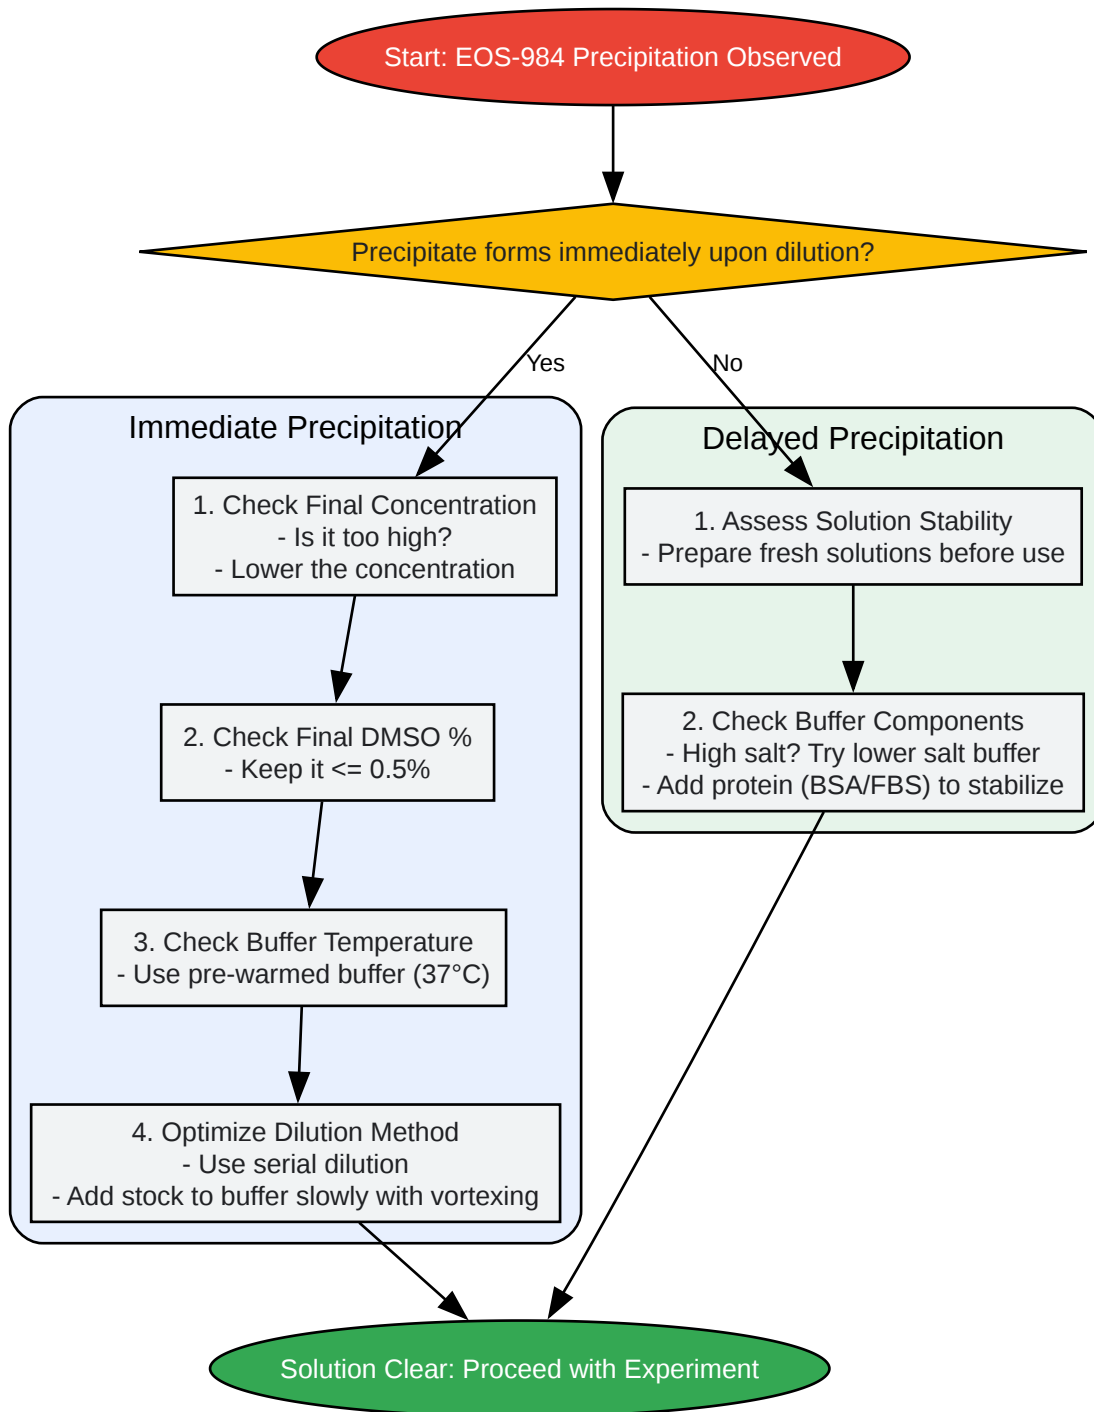 Start: EOS-984 Precipitation Observed
Precipitate forms immediately upon dilution?
Yes
No
Immediate Precipitation
1. Check Final Concentration
- Is it too high?
- Lower the concentration
2. Check Final DMSO %
- Keep it <= 0.5%
3. Check Buffer Temperature
- Use pre-warmed buffer (37°C)
4. Optimize Dilution Method
- Use serial dilution
- Add stock to buffer slowly with vortexing
Delayed Precipitation
1. Assess Solution Stability
- Prepare fresh solutions before use
2. Check Buffer Components
- High salt? Try lower salt buffer
- Add protein (BSA/FBS) to stabilize
Solution Clear: Proceed with Experiment